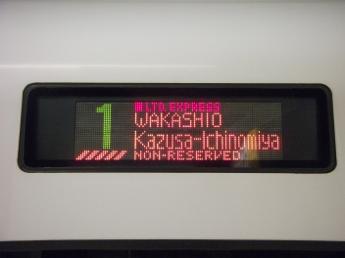 1
LTD. EXPRESS
WAKASHIO
Kazusa-Ichinomiya
NON-RESERVED